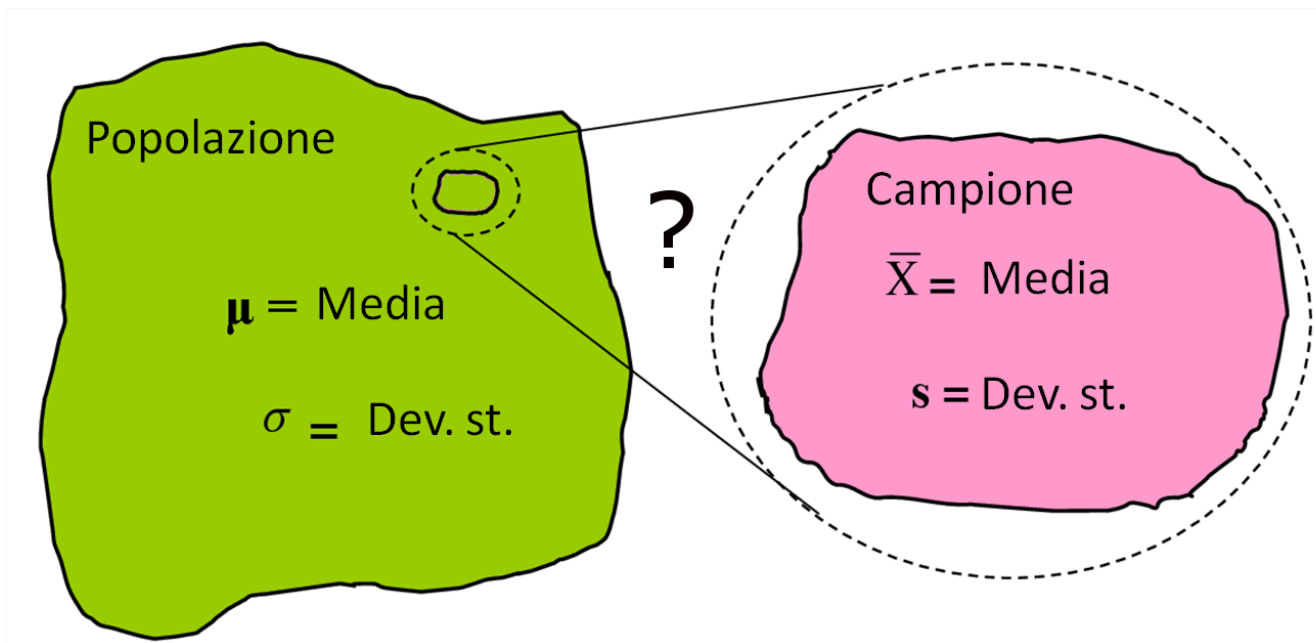 Popolazione
μ = Media
σ = Dev. st.
?
Campione
X̅ = Media
s = Dev. st.